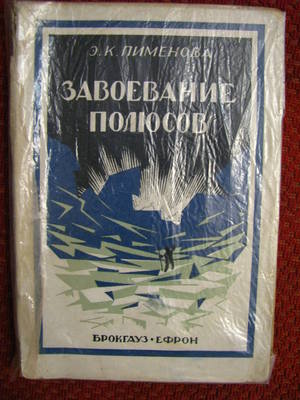 Э. К. ПИМЕНОВА
ЗАВОЕВАНИЕ
ПОЛЮСОВ
БРОКГАУЗ • ЕФРОН